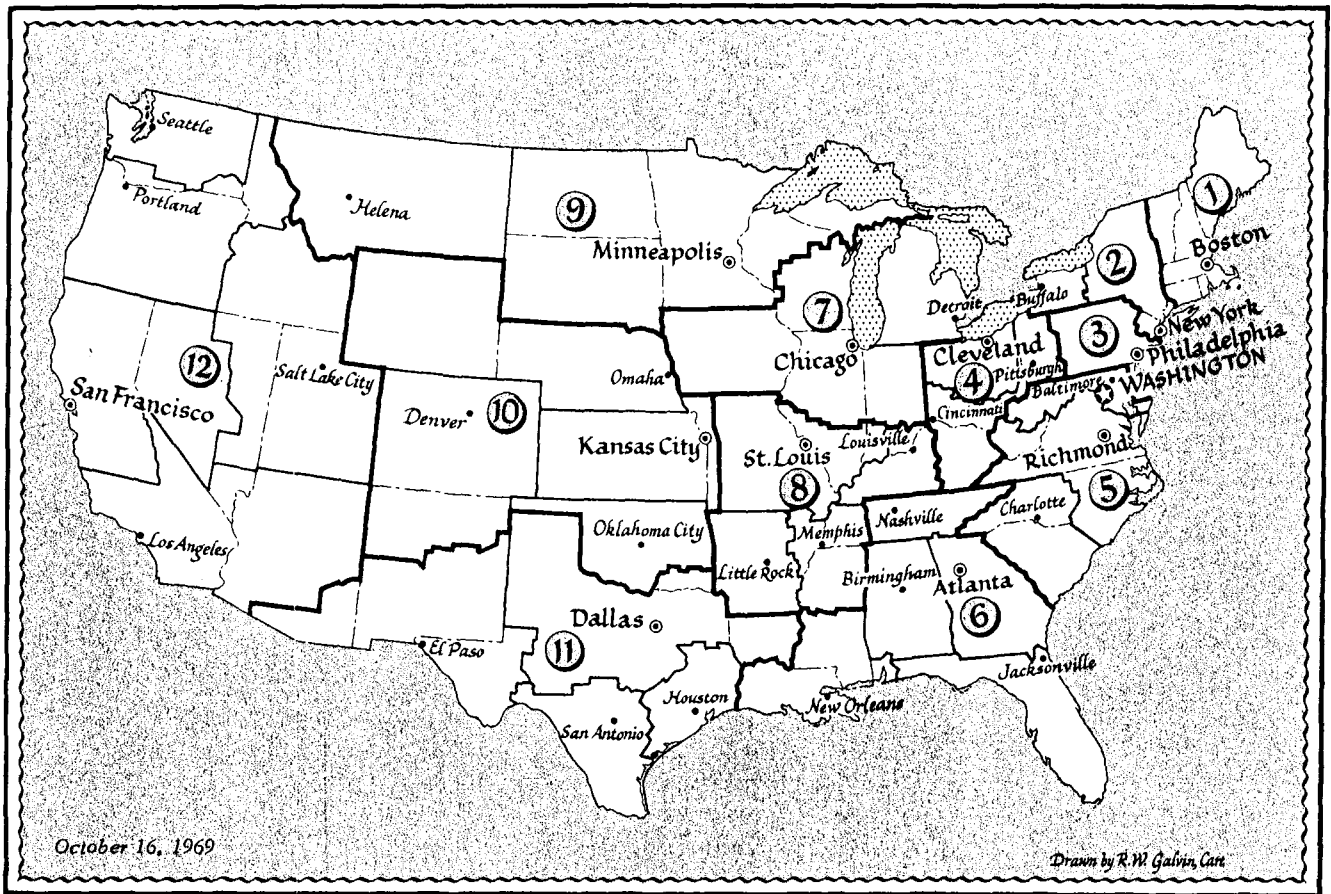 Seattle
Portland
Helena
9
Minneapolis
1
Boston
2
Buffalo
Detroit
7
Chicago
New York
3
Philadelphia
Cleveland
4
Pittsburgh
Baltimore
WASHINGTON
Cincinnati
12
Salt Lake City
San Francisco
Omaha
Denver
10
Kansas City
St. Louis
8
Louisville
Richmond
5
Los Angeles
Oklahoma City
Little Rock
Memphis
Nashville
Charlotte
Birmingham
Atlanta
6
Dallas
11
El Paso
Houston
San Antonio
New Orleans
Jacksonville
October 16, 1969
Drawn by R.W. Galvin, Cart.